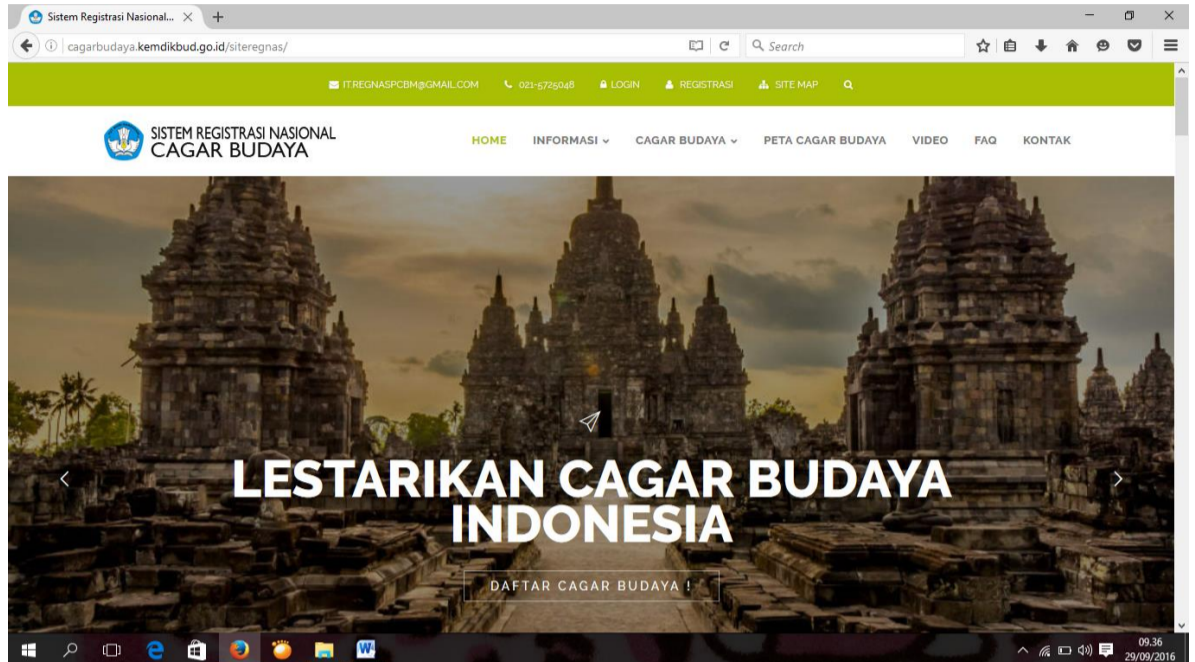 Sistem Registrasi Nasional...
cagarbudaya.kemdikbud.go.id/siteregnas/
Search
IT.REGNASPCBM@GMAIL.COM 021-5725048 LOGIN REGISTRASI SITE MAP
SISTEM REGISTRASI NASIONAL
CAGAR BUDAYA
HOME INFORMASI CAGAR BUDAYA PETA CAGAR BUDAYA VIDEO FAQ KONTAK
LESTARIKAN CAGAR BUDAYA
INDONESIA
DAFTAR CAGAR BUDAYA !
09.36
29/09/2016